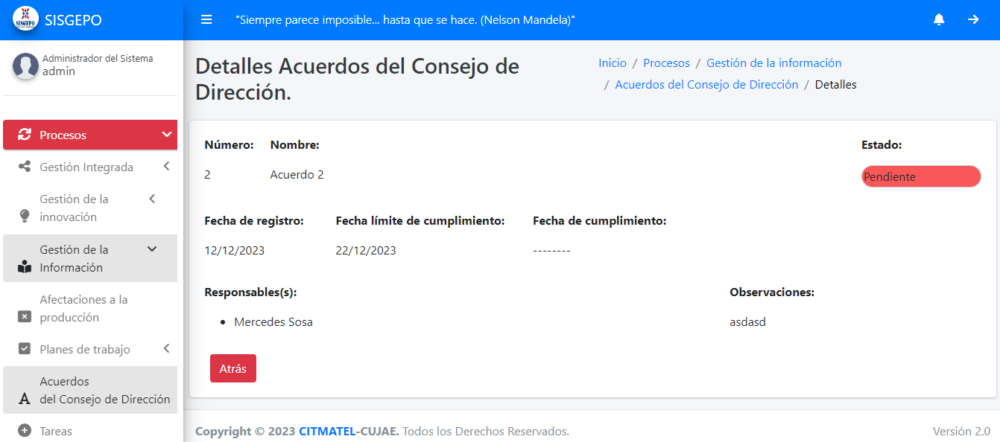 SISGEPO
SISGEPO
"Siempre parece imposible... hasta que se hace. (Nelson Mandela)"
Administrador del Sistema
admin
Procesos
Gestión Integrada
Gestión de la
innovación
Gestión de la
Información
Afectaciones a la
producción
Planes de trabajo
Acuerdos
del Consejo de Dirección
Tareas
Detalles Acuerdos del Consejo de
Dirección.
Inicio / Procesos / Gestión de la información
/ Acuerdos del Consejo de Dirección / Detalles
Número: Nombre: Estado:
2 Acuerdo 2 Pendiente
Fecha de registro: Fecha límite de cumplimiento: Fecha de cumplimiento:
12/12/2023 22/12/2023 --------
Responsables(s): Observaciones:
• Mercedes Sosa asdasd
Atrás
Copyright © 2023 CITMATEL-CUJAE. Todos los Derechos Reservados. Versión 2.0